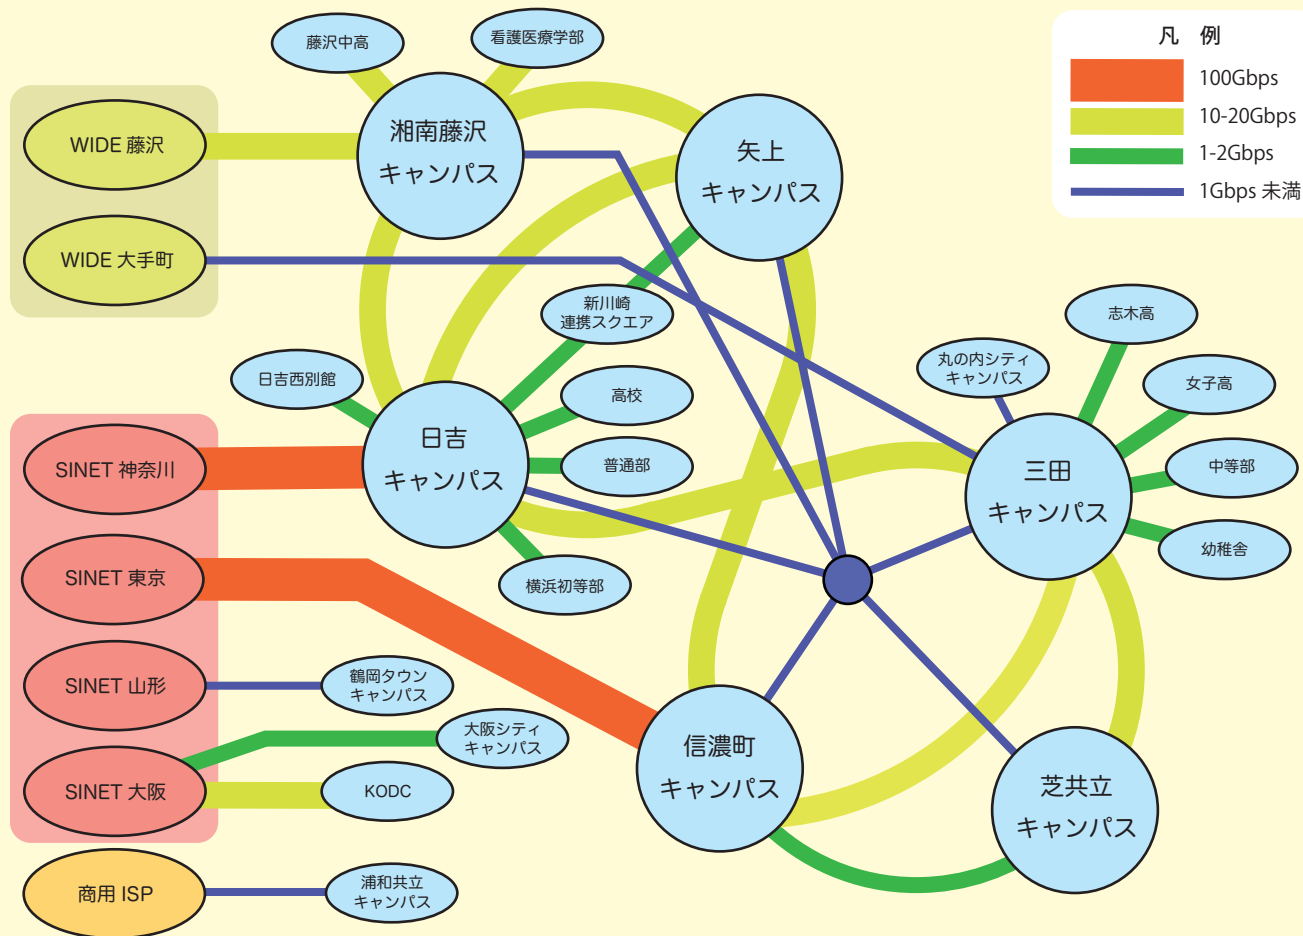 凡 例
100Gbps
10-20Gbps
1-2Gbps
1Gbps 未満
藤沢中高
看護医療学部
WIDE 藤沢
湘南藤沢
キャンパス
矢上
キャンパス
WIDE 大手町
新川崎
連携スクエア
志木高
丸の内シティ
キャンパス
日吉西別館
高校
女子高
SINET 神奈川
日吉
キャンパス
普通部
三田
キャンパス
中等部
幼稚舎
SINET 東京
横浜初等部
SINET 山形
鶴岡タウン
キャンパス
大阪シティ
キャンパス
SINET 大阪
KODC
信濃町
キャンパス
芝共立
キャンパス
商用 ISP
浦和共立
キャンパス